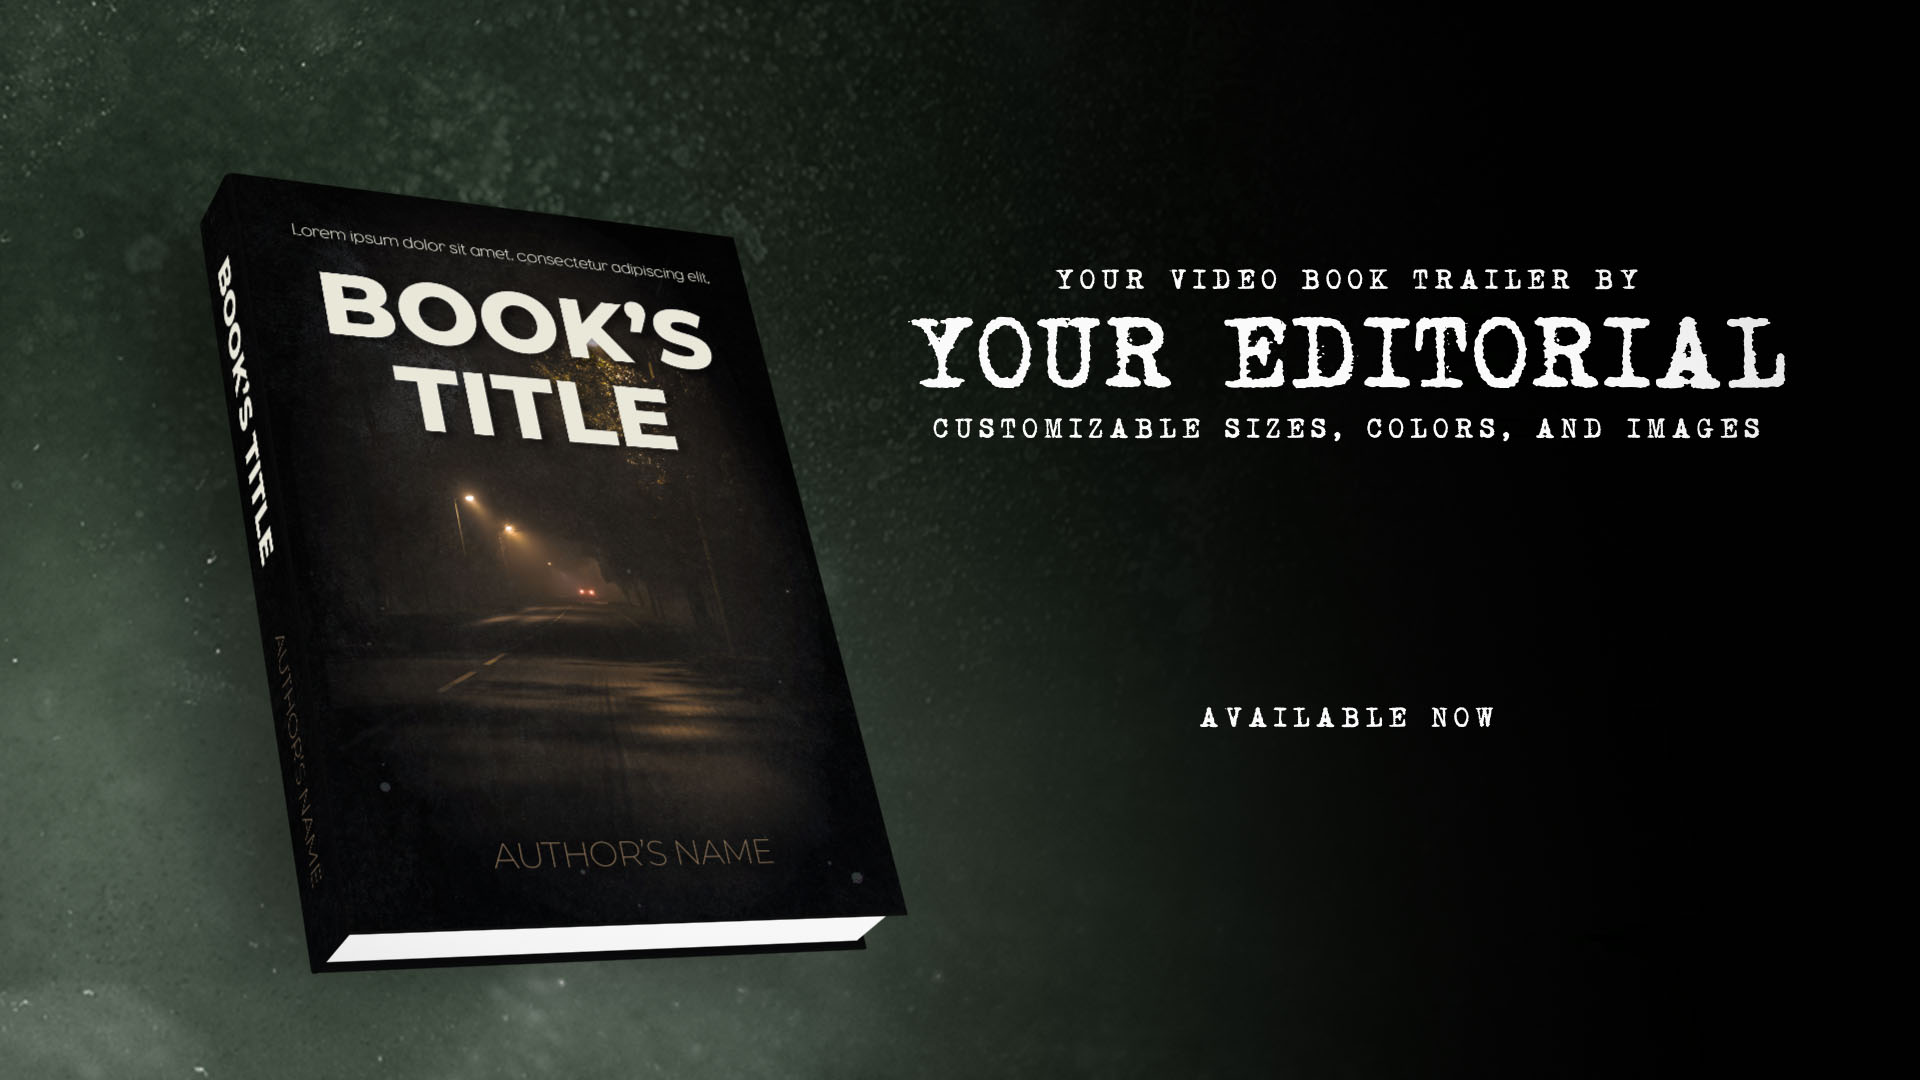 Lorem ipsum dolor sit amet, consectetur adipiscing elit.
BOOK'S
TITLE
AUTHOR'S NAME
BOOK'S TITLE
AUTHOR'S NAME
YOUR VIDEO BOOK TRAILER BY
YOUR EDITORIAL
CUSTOMIZABLE SIZES, COLORS, AND IMAGES
AVAILABLE NOW